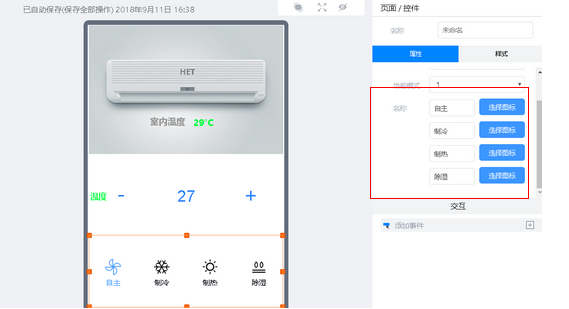 已自动保存(保存全部操作) 2018年9月11日 16:38
页面 / 控件
名称 未命名
属性 样式
当前模式 1
名称 自主 选择图标
制冷 选择图标
制热 选择图标
除湿 选择图标
交互
添加事件
HET
室内温度 29°C
温度 - 27 +
自主 制冷 制热 除湿